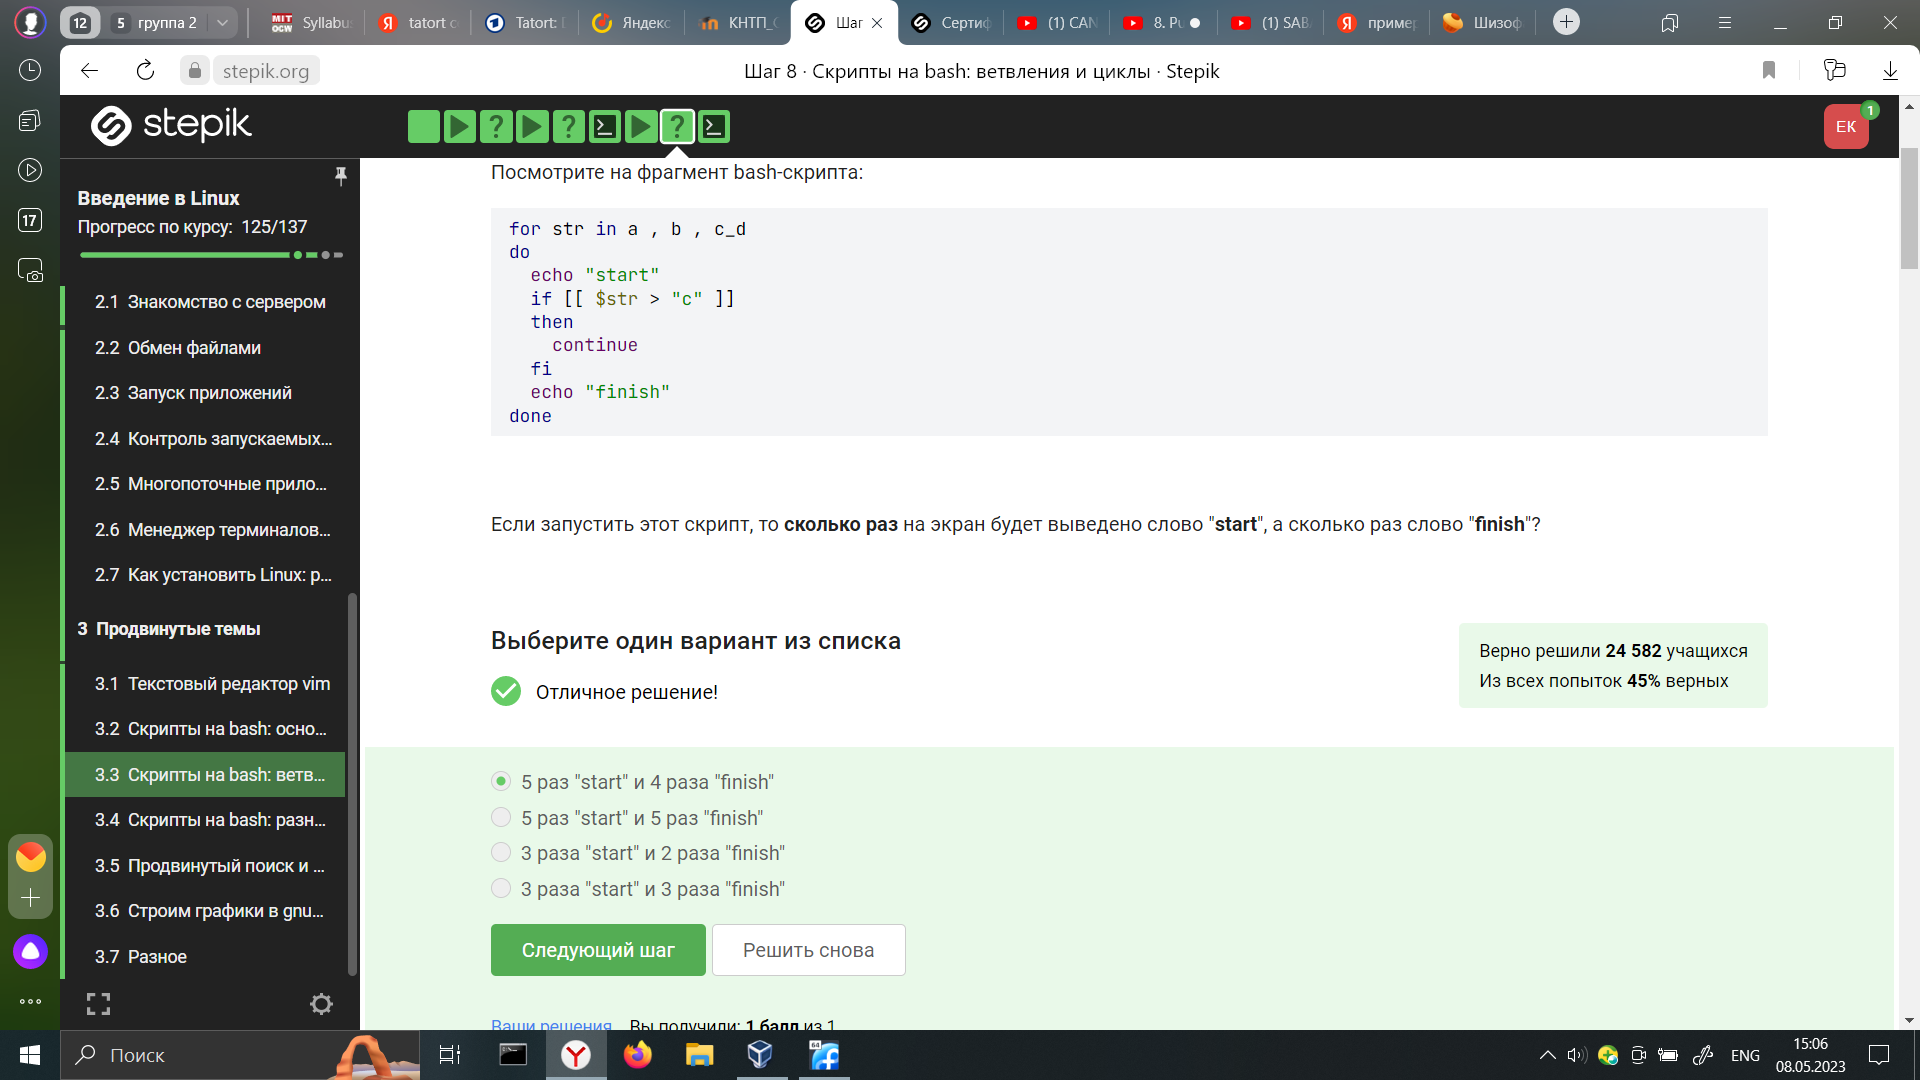 12
5 группа 2
MIT OCW Syllabu
tatort c
Tatort: D
Яндекс
КНТП_С
Шаг
Сертиф
(1) CAN
8. Pu
(1) SAB
пример
Шизоф
stepik.org
Шаг 8 · Скрипты на bash: ветвления и циклы · Stepik
17
stepik
? ? ?
EK
1
Введение в Linux
Прогресс по курсу: 125/137
2.1 Знакомство с сервером
2.2 Обмен файлами
2.3 Запуск приложений
2.4 Контроль запускаемых...
2.5 Многопоточные прило...
2.6 Менеджер терминалов...
2.7 Как установить Linux: р...
3 Продвинутые темы
3.1 Текстовый редактор vim
3.2 Скрипты на bash: осно...
3.3 Скрипты на bash: ветв...
3.4 Скрипты на bash: разн...
3.5 Продвинутый поиск и ...
3.6 Строим графики в gnu...
3.7 Разное
Посмотрите на фрагмент bash-скрипта:
for str in a , b , c_d
do
echo "start"
if [[ $str > "c" ]]
then
continue
fi
echo "finish"
done
Если запустить этот скрипт, то сколько раз на экран будет выведено слово "start", а сколько раз слово "finish"?
Выберите один вариант из списка
Отличное решение!
Верно решили 24 582 учащихся
Из всех попыток 45% верных
5 раз "start" и 4 раза "finish"
5 раз "start" и 5 раз "finish"
3 раза "start" и 2 раза "finish"
3 раза "start" и 3 раза "finish"
Следующий шаг
Решить снова
Ваши решения Вы получили: 1 балл из 1
Поиск
64
ENG
15:06
08.05.2023